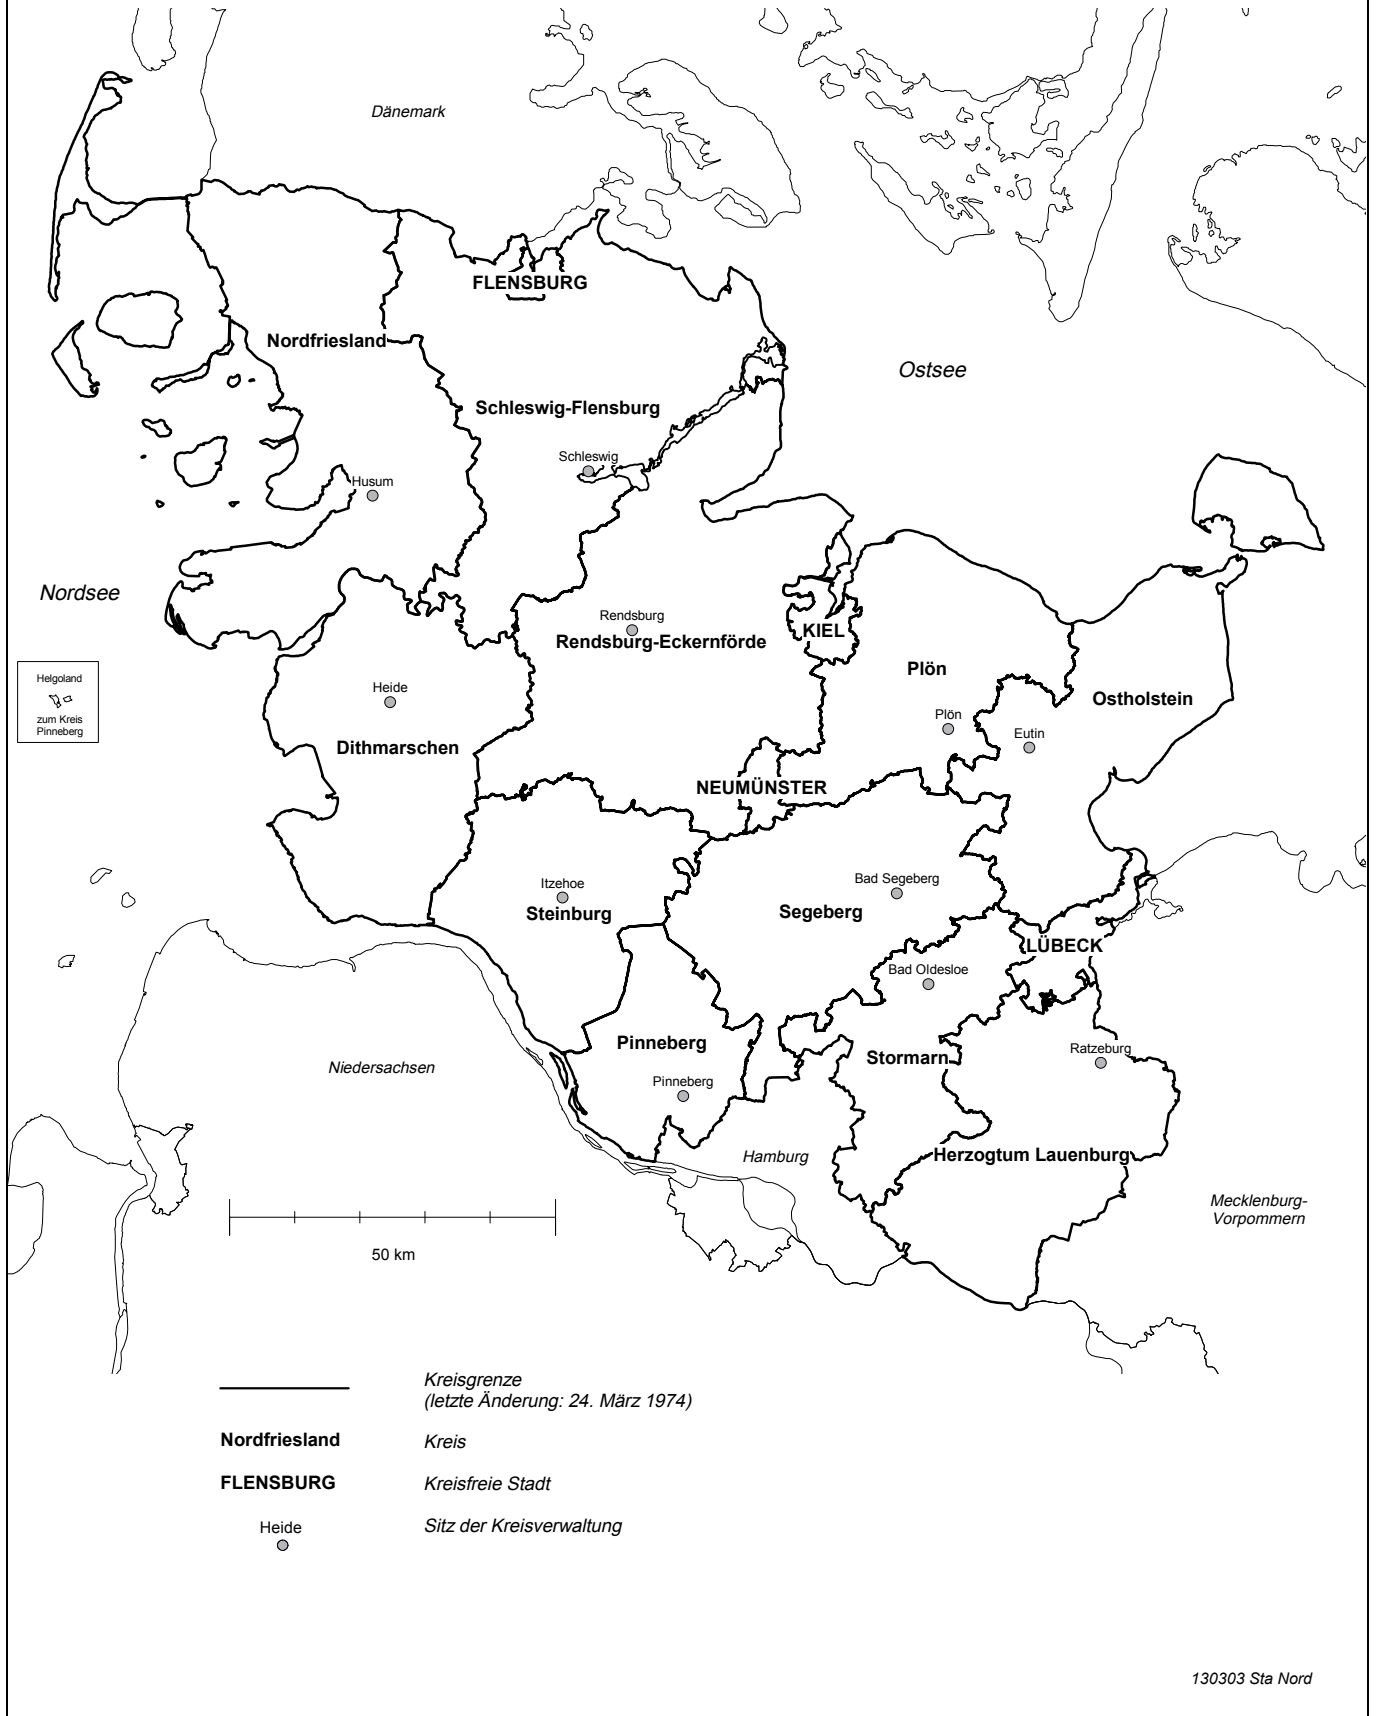 Dänemark
FLENSBURG
Nordfriesland
Ostsee
Schleswig-Flensburg
Schleswig
Husum
Nordsee
Rendsburg
Rendsburg-Eckernförde
KIEL
Plön
Helgoland
zum Kreis
Pinneberg
Heide
Ostholstein
Plön
Eutin
Dithmarschen
NEUMÜNSTER
Itzehoe
Steinburg
Bad Segeberg
Segeberg
LÜBECK
Bad Oldesloe
Pinneberg
Stormarn
Ratzeburg
Niedersachsen
Pinneberg
Hamburg
Herzogtum Lauenburg
Mecklenburg-
Vorpommern
50 km
Kreisgrenze
(letzte Änderung: 24. März 1974)
Nordfriesland Kreis
FLENSBURG Kreisfreie Stadt
Heide Sitz der Kreisverwaltung
130303 Sta Nord